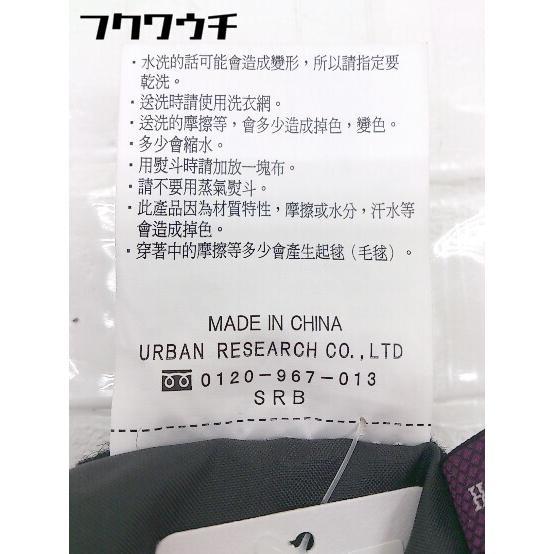 フクワウチ
・水洗的話可能會造成變形，所以請指定要
乾洗。
・送洗時請使用洗衣網。
・送洗的摩擦等，會多少造成掉色，變色。
・多少會縮水。
・用熨斗時請加放一塊布。
・請不要用蒸氣熨斗。
・此產品因為材質特性，摩擦或水分，汗水等
會造成掉色。
・穿著中的摩擦等多少會產生起毬（毛毬）。
MADE IN CHINA
URBAN RESEARCH CO.,LTD
0120-967-013
SRB